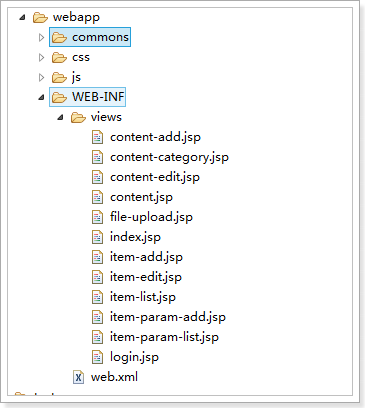 webapp
commons
css
js
WEB-INF
views
content-add.jsp
content-category.jsp
content-edit.jsp
content.jsp
file-upload.jsp
index.jsp
item-add.jsp
item-edit.jsp
item-list.jsp
item-param-add.jsp
item-param-list.jsp
login.jsp
web.xml